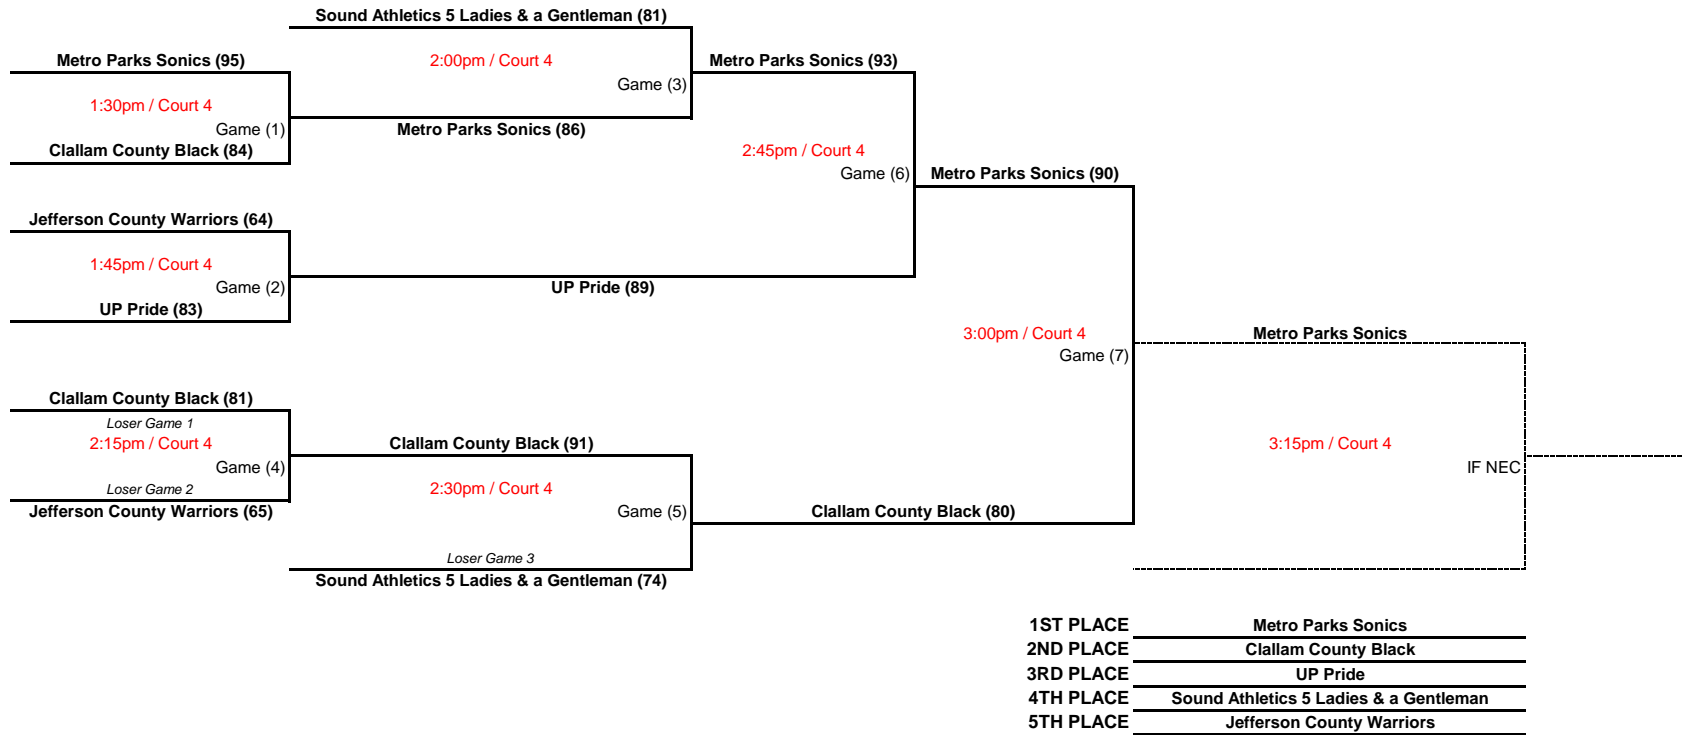 Sound Athletics 5 Ladies & a Gentleman (81)
Metro Parks Sonics (95)
2:00pm / Court 4
Metro Parks Sonics (93)
Game (3)
1:30pm / Court 4
Game (1)
Metro Parks Sonics (86)
Clallam County Black (84)
2:45pm / Court 4
Game (6)
Metro Parks Sonics (90)
Jefferson County Warriors (64)
1:45pm / Court 4
Game (2)
UP Pride (89)
UP Pride (83)
3:00pm / Court 4
Metro Parks Sonics
Game (7)
Clallam County Black (81)
Loser Game 1
2:15pm / Court 4
Clallam County Black (91)
3:15pm / Court 4
Game (4)
IF NEC
Loser Game 2
2:30pm / Court 4
Jefferson County Warriors (65)
Game (5)
Clallam County Black (80)
Loser Game 3
Sound Athletics 5 Ladies & a Gentleman (74)
1ST PLACE Metro Parks Sonics
2ND PLACE Clallam County Black
3RD PLACE UP Pride
4TH PLACE Sound Athletics 5 Ladies & a Gentleman
5TH PLACE Jefferson County Warriors